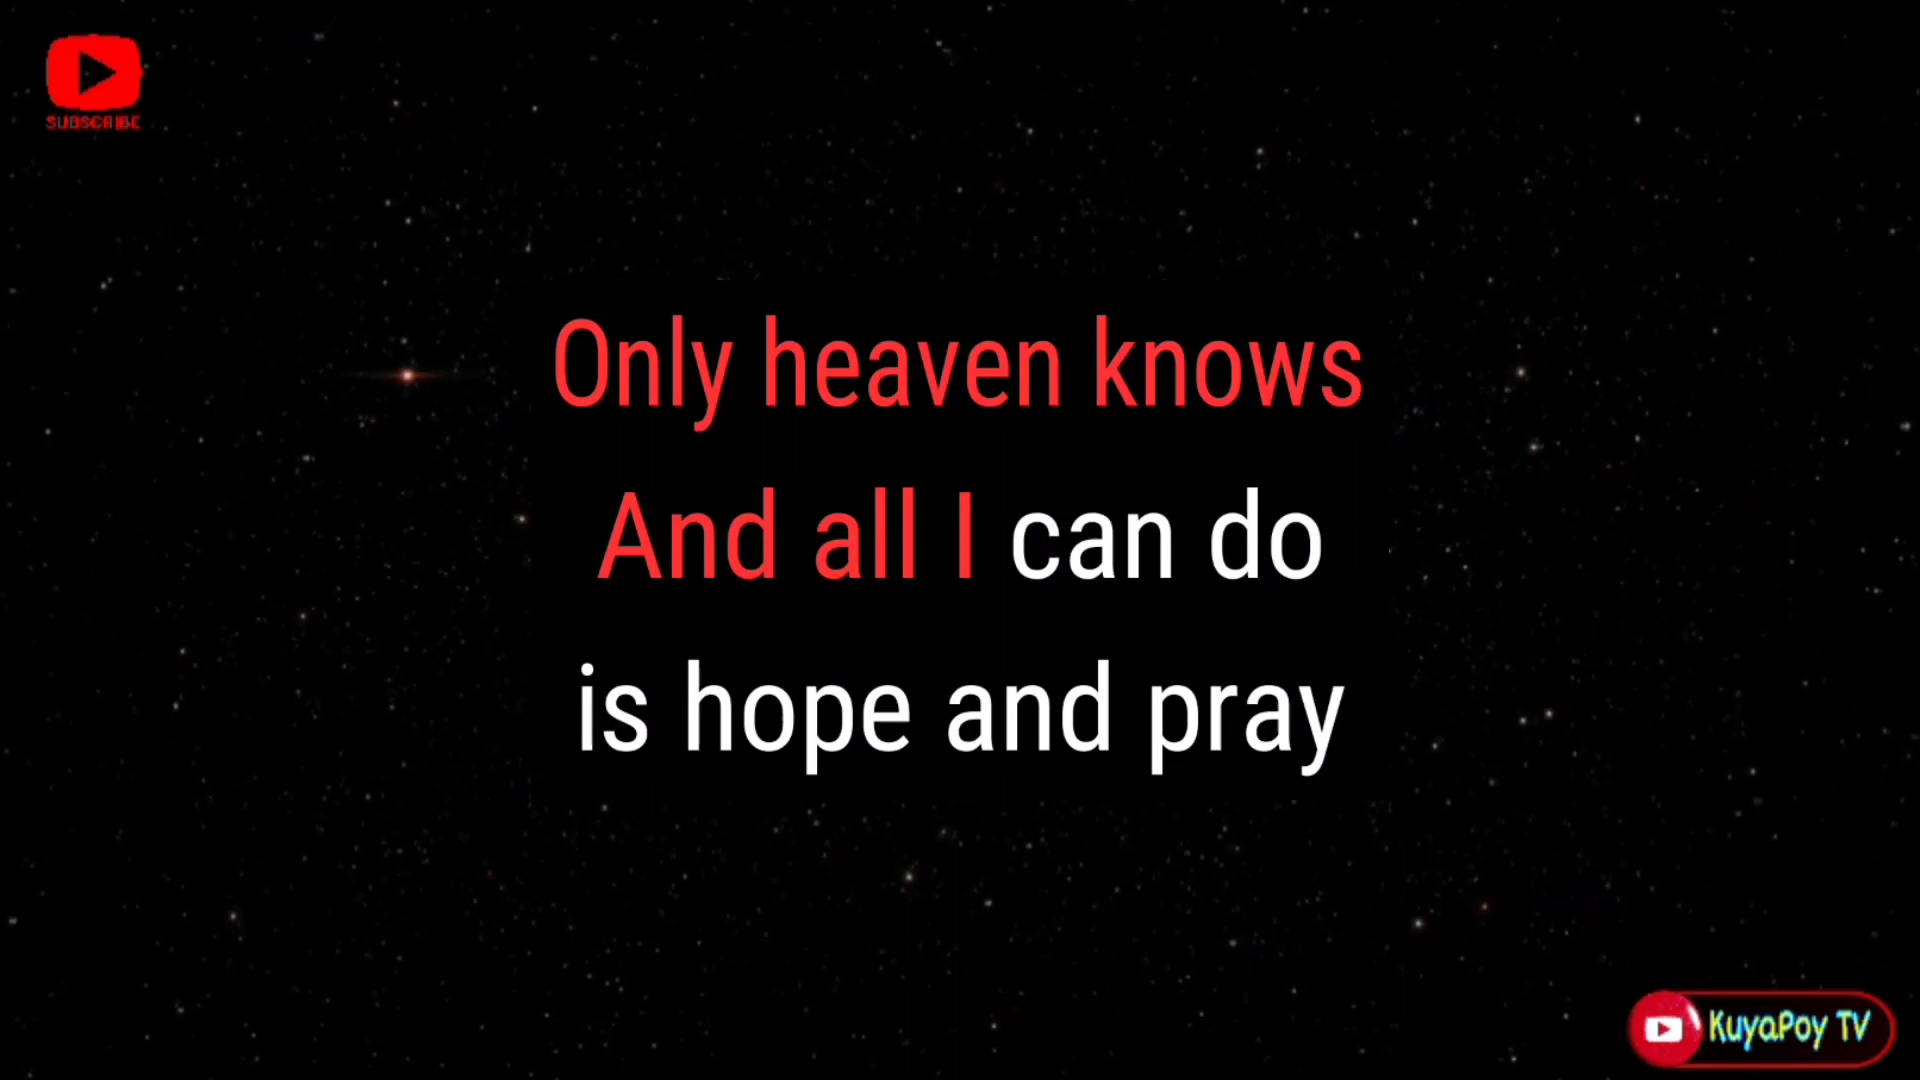 SUBSCRIBE
Only heaven knows
And all I can do
is hope and pray
KuyaPoy TV